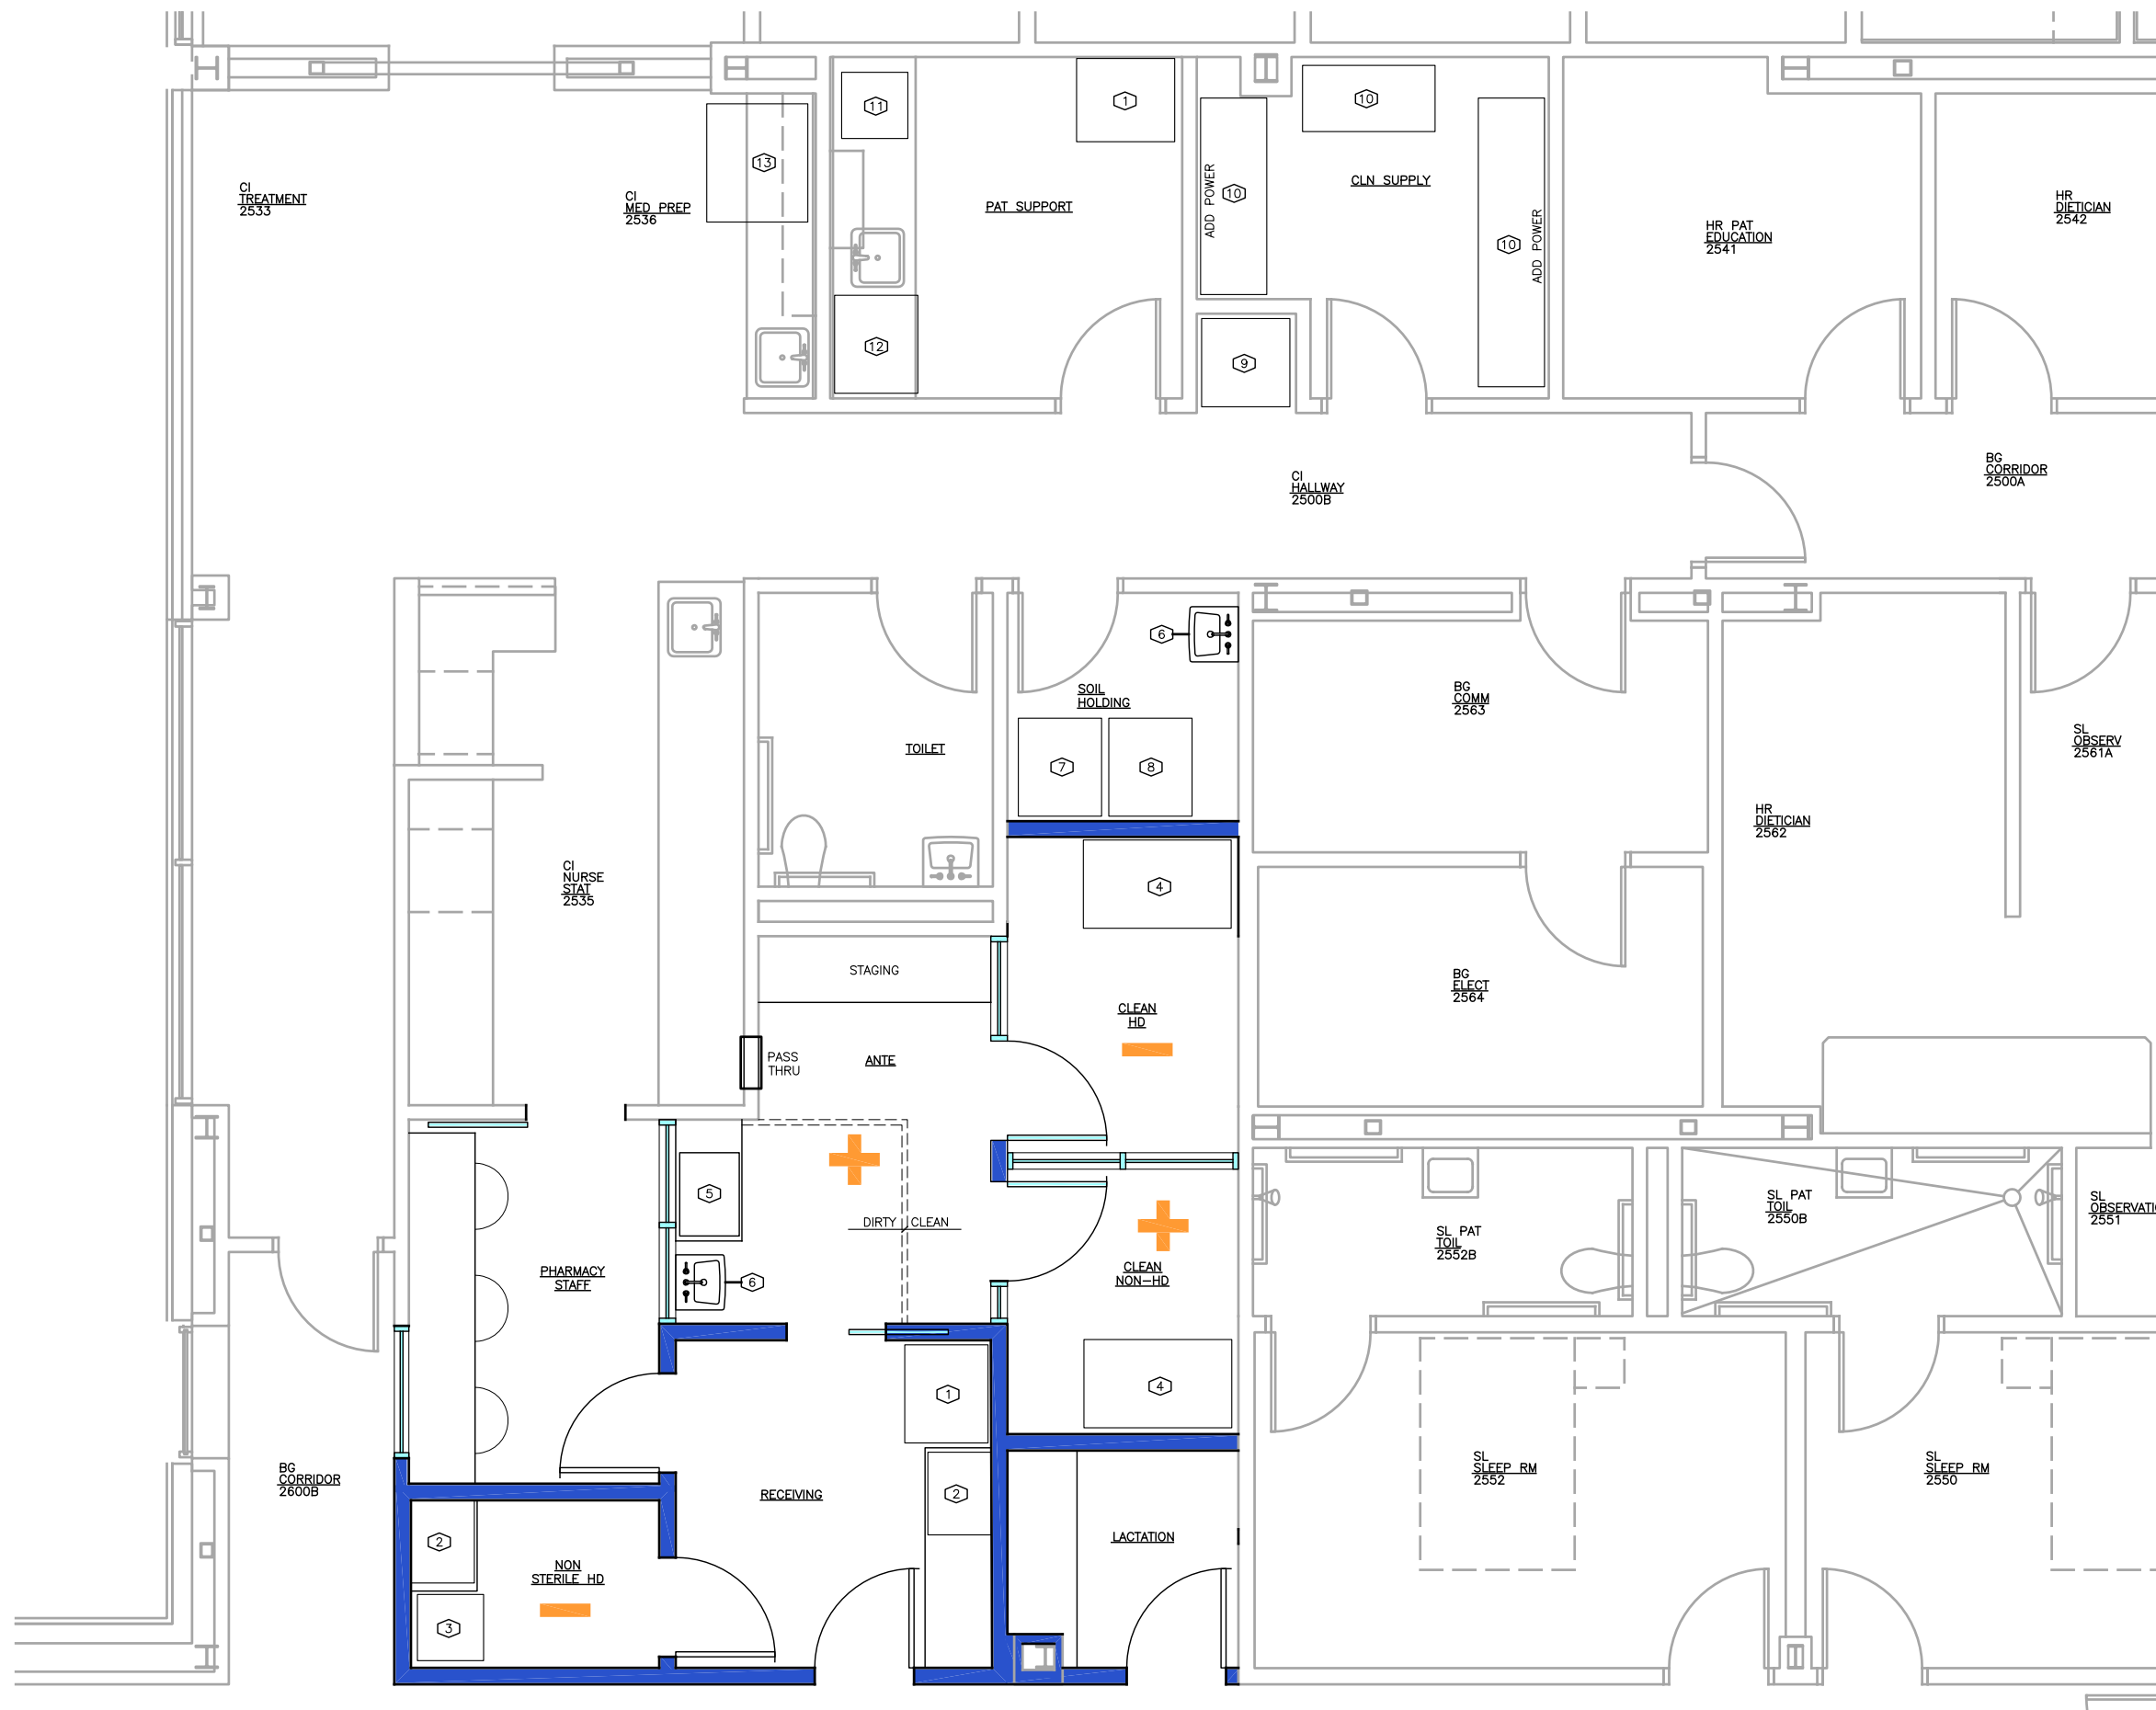 11
1
10
13
CI
TREATMENT
2533
CI
MED PREP
2536
PAT SUPPORT
ADD POWER
10
CLN SUPPLY
10
ADD POWER
HR PAT
EDUCATION
2541
HR
DIETICIAN
2542
12
9
CI
HALLWAY
2500B
BG
CORRIDOR
2500A
6
SOIL
HOLDING
7
8
TOILET
BG
COMM
2563
SL
OBSERV
2561A
HR
DIETICIAN
2562
CI
NURSE
STAT
2535
4
STAGING
BG
ELECT
2564
CLEAN
HD
PASS
THRU
ANTE
5
DIRTY
CLEAN
6
CLEAN
NON-HD
SL PAT
TOIL
2552B
SL PAT
TOIL
2550B
SL
OBSERVATIO
2551
PHARMACY
STAFF
1
4
BG
CORRIDOR
2600B
RECEIVING
2
SL
SLEEP RM
2552
SL
SLEEP RM
2550
2
NON
STERILE HD
3
LACTATION